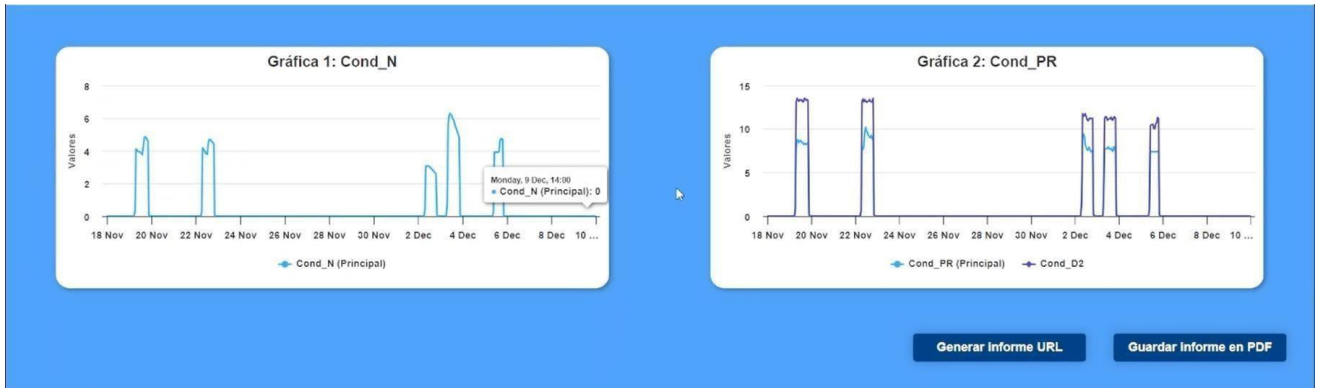 Gráfica 1: Cond_N
8
6
4
2
0
Valores
Monday, 9 Dec, 14:00
Cond_N (Principal): 0
18 Nov 20 Nov 22 Nov 24 Nov 26 Nov 28 Nov 30 Nov 2 Dec 4 Dec 6 Dec 8 Dec 10 ...
Cond_N (Principal)
Gráfica 2: Cond_PR
15
10
5
0
Valores
18 Nov 20 Nov 22 Nov 24 Nov 26 Nov 28 Nov 30 Nov 2 Dec 4 Dec 6 Dec 8 Dec 10 ...
Cond_PR (Principal) Cond_D2
Generar Informe URL Guardar Informe en PDF